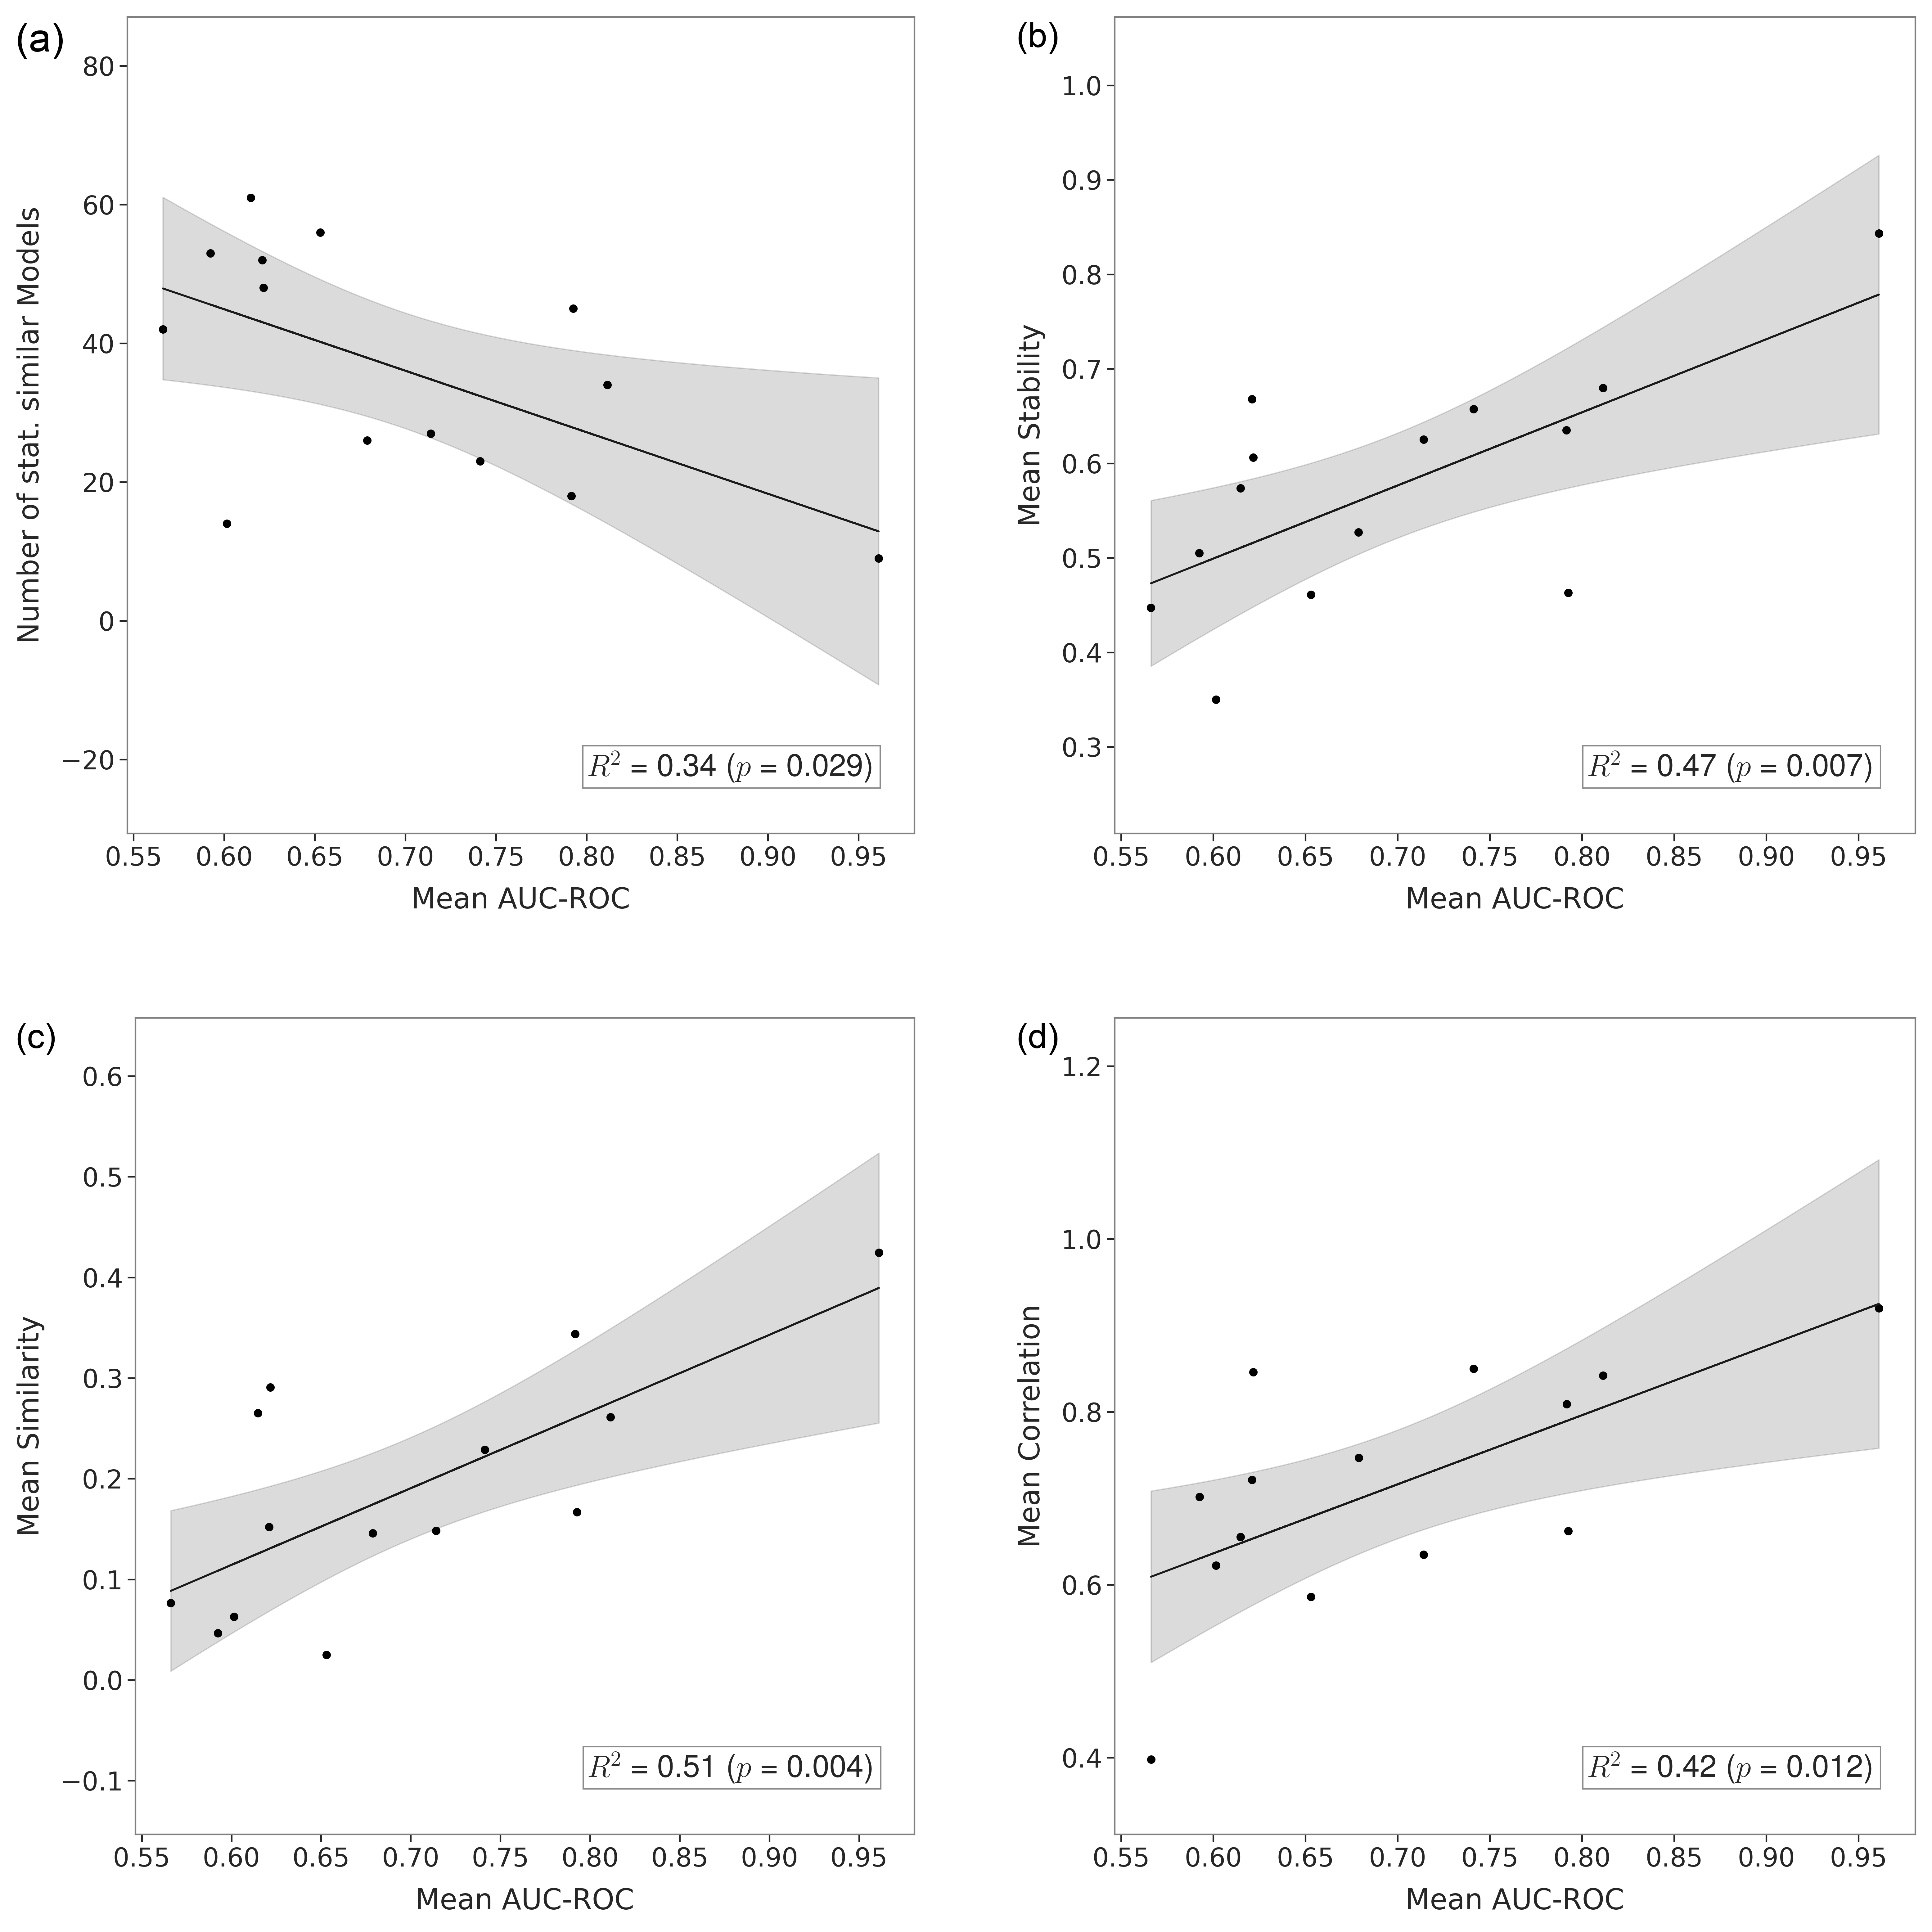 (a)
80
60
40
20
0
−20
Number of stat. similar Models
R² = 0.34 (p = 0.029)
0.55 0.60 0.65 0.70 0.75 0.80 0.85 0.90 0.95
Mean AUC-ROC
(b)
1.0
0.9
0.8
0.7
0.6
0.5
0.4
0.3
Mean Stability
R² = 0.47 (p = 0.007)
0.55 0.60 0.65 0.70 0.75 0.80 0.85 0.90 0.95
Mean AUC-ROC
(c)
0.6
0.5
0.4
0.3
0.2
0.1
0.0
−0.1
Mean Similarity
R² = 0.51 (p = 0.004)
0.55 0.60 0.65 0.70 0.75 0.80 0.85 0.90 0.95
Mean AUC-ROC
(d)
1.2
1.0
0.8
0.6
0.4
Mean Correlation
R² = 0.42 (p = 0.012)
0.55 0.60 0.65 0.70 0.75 0.80 0.85 0.90 0.95
Mean AUC-ROC